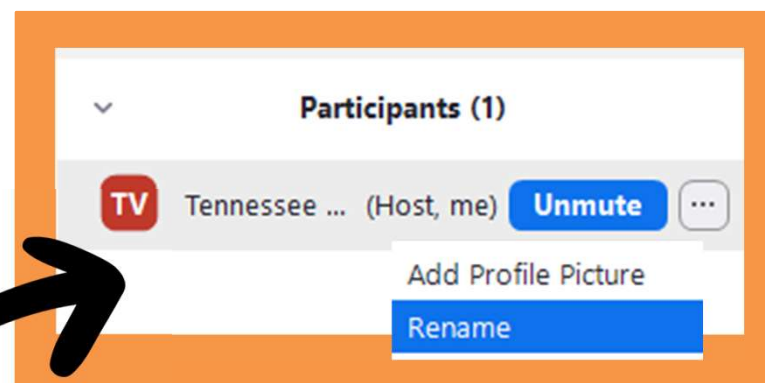 Participants (1)
TV Tennessee ... (Host, me) Unmute ...
Add Profile Picture
Rename